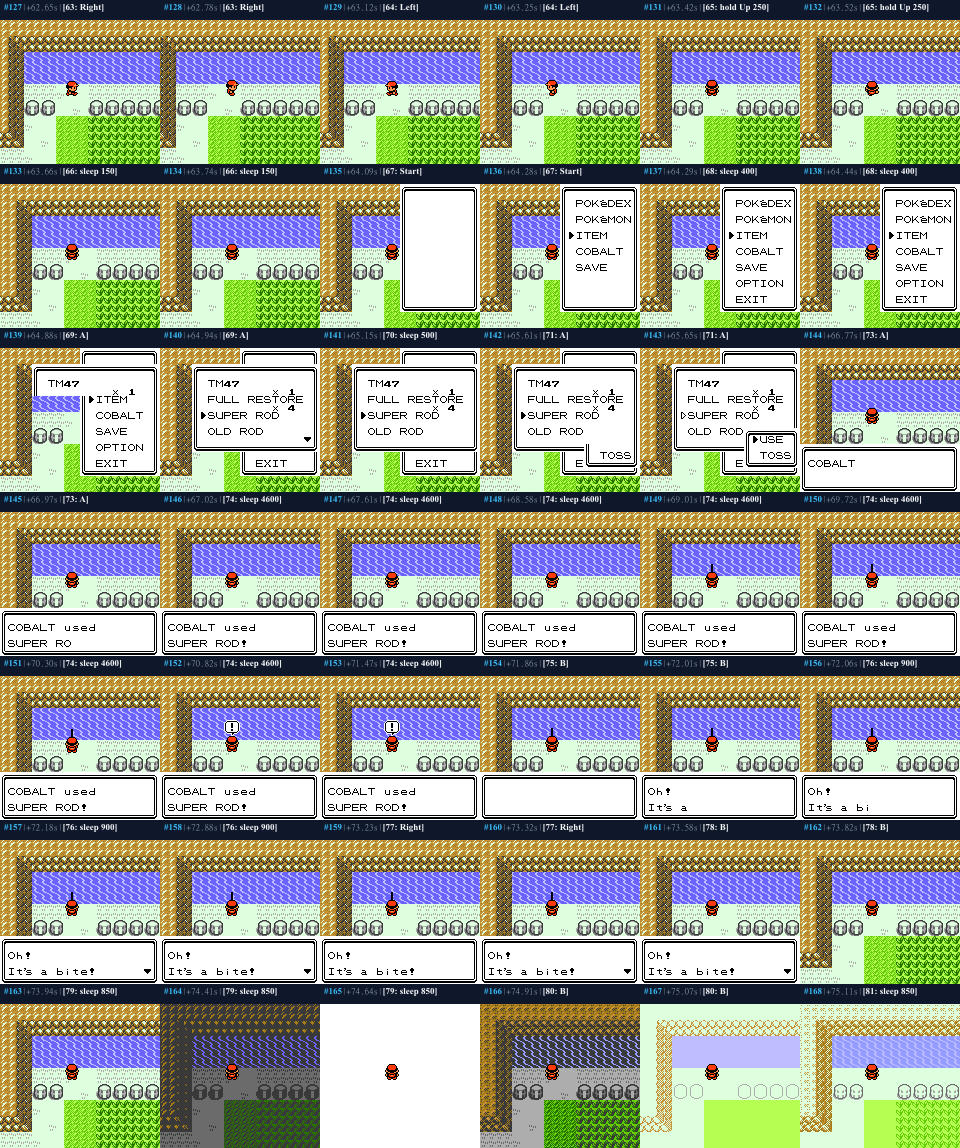 #127 |+62.65s| [63: Right] #128 |+62.78s| [63: Right] #129 |+63.12s| [64: Left] #130 |+63.25s| [64: Left] #131 |+63.42s| [65: hold Up 250] #132 |+63.52s| [65: hold Up 250]
#133 |+63.66s| [66: sleep 150] #134 |+63.74s| [66: sleep 150] #135 |+64.09s| [67: Start] #136 |+64.28s| [67: Start] #137 |+64.29s| [68: sleep 400] #138 |+64.44s| [68: sleep 400]
POKéDEX
POKéMON
▶ITEM
COBALT
SAVE
POKéDEX
POKéMON
▶ITEM
COBALT
SAVE
OPTION
EXIT
POKéDEX
POKéMON
▶ITEM
COBALT
SAVE
OPTION
EXIT
#139 |+64.88s| [69: A] #140 |+64.94s| [69: A] #141 |+65.15s| [70: sleep 500] #142 |+65.61s| [71: A] #143 |+65.65s| [71: A] #144 |+66.77s| [73: A]
TM47
× 1
▶ITEM
COBALT
SAVE
OPTION
EXIT
TM47
× 1
FULL RESTORE
× 4
▶SUPER ROD
OLD ROD
▼
EXIT
TM47
× 1
FULL RESTORE
× 4
▶SUPER ROD
OLD ROD
EXIT
TM47
× 1
FULL RESTORE
× 4
▶SUPER ROD
OLD ROD
TOSS
E
TM47
× 1
FULL RESTORE
× 4
▷SUPER ROD
OLD ROD
▶USE
TOSS
E
COBALT
#145 |+66.97s| [73: A] #146 |+67.02s| [74: sleep 4600] #147 |+67.61s| [74: sleep 4600] #148 |+68.58s| [74: sleep 4600] #149 |+69.01s| [74: sleep 4600] #150 |+69.72s| [74: sleep 4600]
COBALT used
SUPER RO
COBALT used
SUPER ROD!
COBALT used
SUPER ROD!
COBALT used
SUPER ROD!
COBALT used
SUPER ROD!
COBALT used
SUPER ROD!
#151 |+70.30s| [74: sleep 4600] #152 |+70.82s| [74: sleep 4600] #153 |+71.47s| [74: sleep 4600] #154 |+71.86s| [75: B] #155 |+72.01s| [75: B] #156 |+72.06s| [76: sleep 900]
COBALT used
SUPER ROD!
!
COBALT used
SUPER ROD!
!
COBALT used
SUPER ROD!
Oh!
It's a
Oh!
It's a bi
#157 |+72.18s| [76: sleep 900] #158 |+72.88s| [76: sleep 900] #159 |+73.23s| [77: Right] #160 |+73.32s| [77: Right] #161 |+73.58s| [78: B] #162 |+73.82s| [78: B]
Oh!
It's a bite! ▼
Oh!
It's a bite! ▼
Oh!
It's a bite! ▼
Oh!
It's a bite! ▼
Oh!
It's a bite! ▼
#163 |+73.94s| [79: sleep 850] #164 |+74.41s| [79: sleep 850] #165 |+74.64s| [79: sleep 850] #166 |+74.91s| [80: B] #167 |+75.07s| [80: B] #168 |+75.11s| [81: sleep 850]